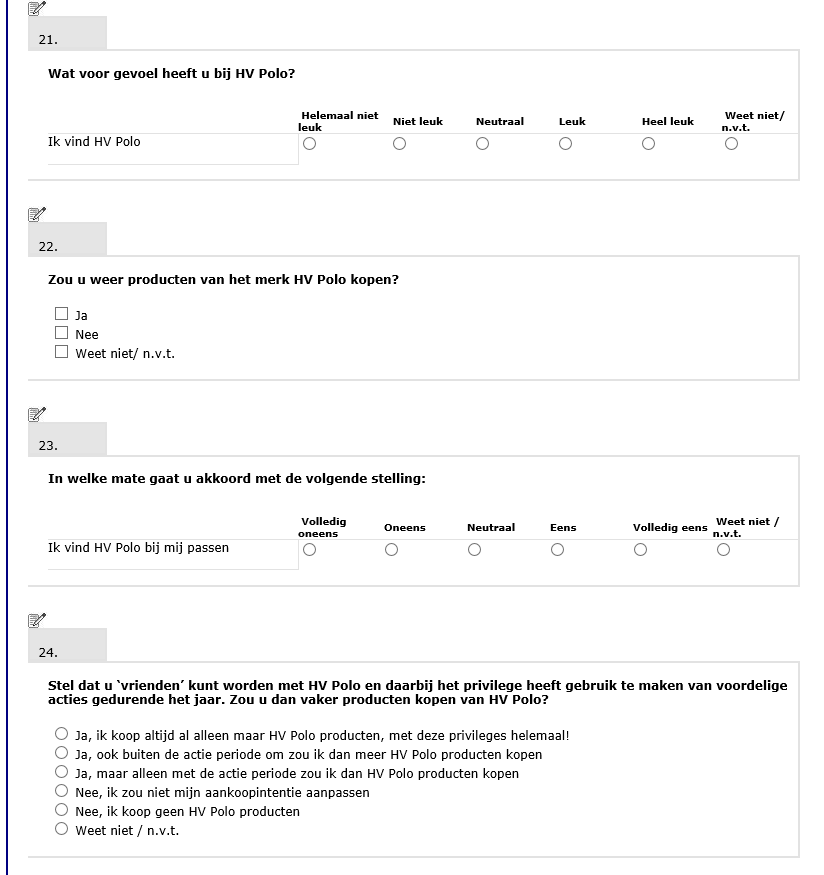 21.
Wat voor gevoel heeft u bij HV Polo?
Helemaal niet leuk Niet leuk Neutraal Leuk Heel leuk Weet niet/ n.v.t.
Ik vind HV Polo
22.
Zou u weer producten van het merk HV Polo kopen?
Ja
Nee
Weet niet/ n.v.t.
23.
In welke mate gaat u akkoord met de volgende stelling:
Volledig oneens Oneens Neutraal Eens Volledig eens Weet niet / n.v.t.
Ik vind HV Polo bij mij passen
24.
Stel dat u ‘vrienden’ kunt worden met HV Polo en daarbij het privilege heeft gebruik te maken van voordelige
acties gedurende het jaar. Zou u dan vaker producten kopen van HV Polo?
Ja, ik koop altijd al alleen maar HV Polo producten, met deze privileges helemaal!
Ja, ook buiten de actie periode om zou ik dan meer HV Polo producten kopen
Ja, maar alleen met de actie periode zou ik dan HV Polo producten kopen
Nee, ik zou niet mijn aankoopintentie aanpassen
Nee, ik koop geen HV Polo producten
Weet niet / n.v.t.